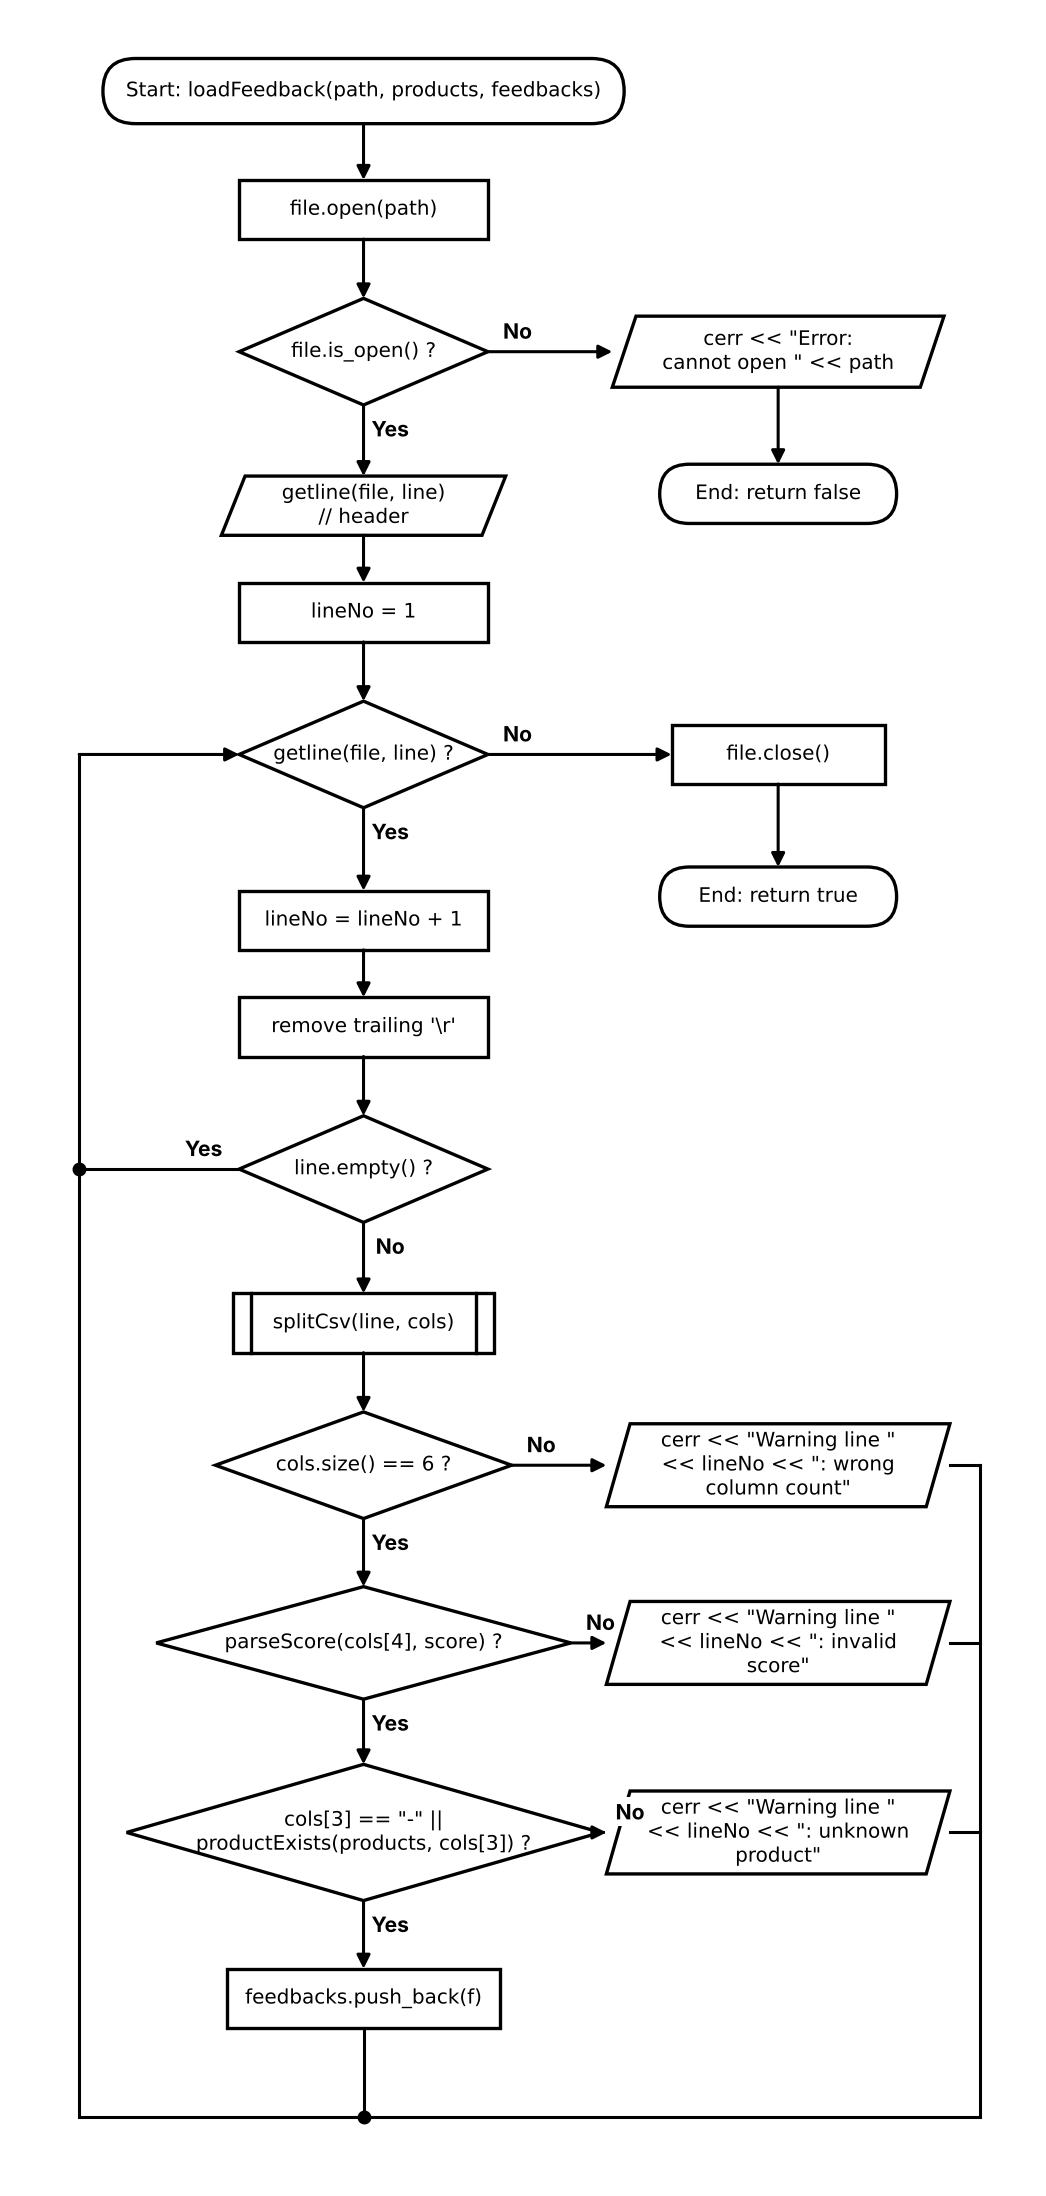 Start: loadFeedback(path, products, feedbacks)
file.open(path)
file.is_open() ?
No
cerr << "Error:
cannot open " << path
Yes
End: return false
getline(file, line)
// header
lineNo = 1
getline(file, line) ?
No
file.close()
Yes
End: return true
lineNo = lineNo + 1
remove trailing '\r'
Yes
line.empty() ?
No
splitCsv(line, cols)
cols.size() == 6 ?
No
cerr << "Warning line "
<< lineNo << ": wrong
column count"
Yes
parseScore(cols[4], score) ?
No
cerr << "Warning line "
<< lineNo << ": invalid
score"
Yes
cols[3] == "-" ||
productExists(products, cols[3]) ?
No
cerr << "Warning line "
<< lineNo << ": unknown
product"
Yes
feedbacks.push_back(f)